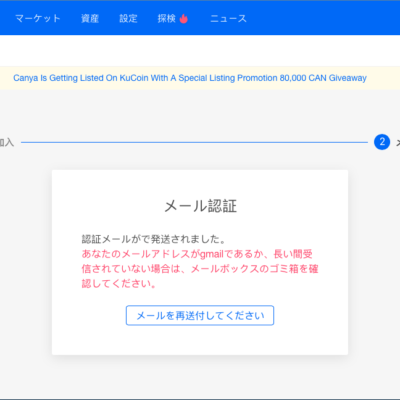 マーケット 資産 設定 探検 ニュース
Canya Is Getting Listed On KuCoin With A Special Listing Promotion 80,000 CAN Giveaway
加入 2
メール認証
認証メールがで発送されました。
あなたのメールアドレスがgmailであるか、長い間受
信されていない場合は、メールボックスのゴミ箱を確
認してください。
メールを再送付してください